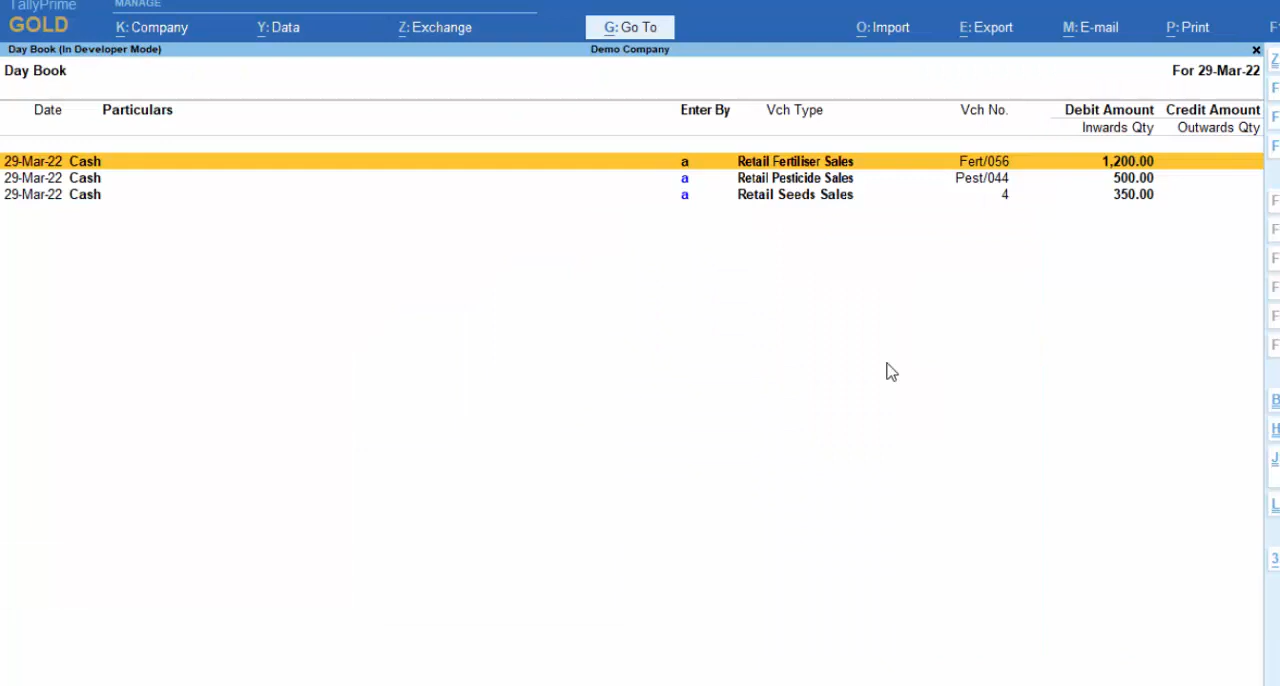 TallyPrime MANAGE
GOLD K: Company Y: Data Z: Exchange G: Go To O: Import E: Export M: E-mail P: Print F
Day Book (In Developer Mode) Demo Company × Z
Day Book For 29-Mar-22
F
Date Particulars Enter By Vch Type Vch No. Debit Amount Credit Amount
F
Inwards Qty Outwards Qty
F
29-Mar-22 Cash a Retail Fertiliser Sales Fert/056 1,200.00
29-Mar-22 Cash a Retail Pesticide Sales Pest/044 500.00
29-Mar-22 Cash a Retail Seeds Sales 4 350.00
F
F
F
F
F
F
B
H
J
L
3